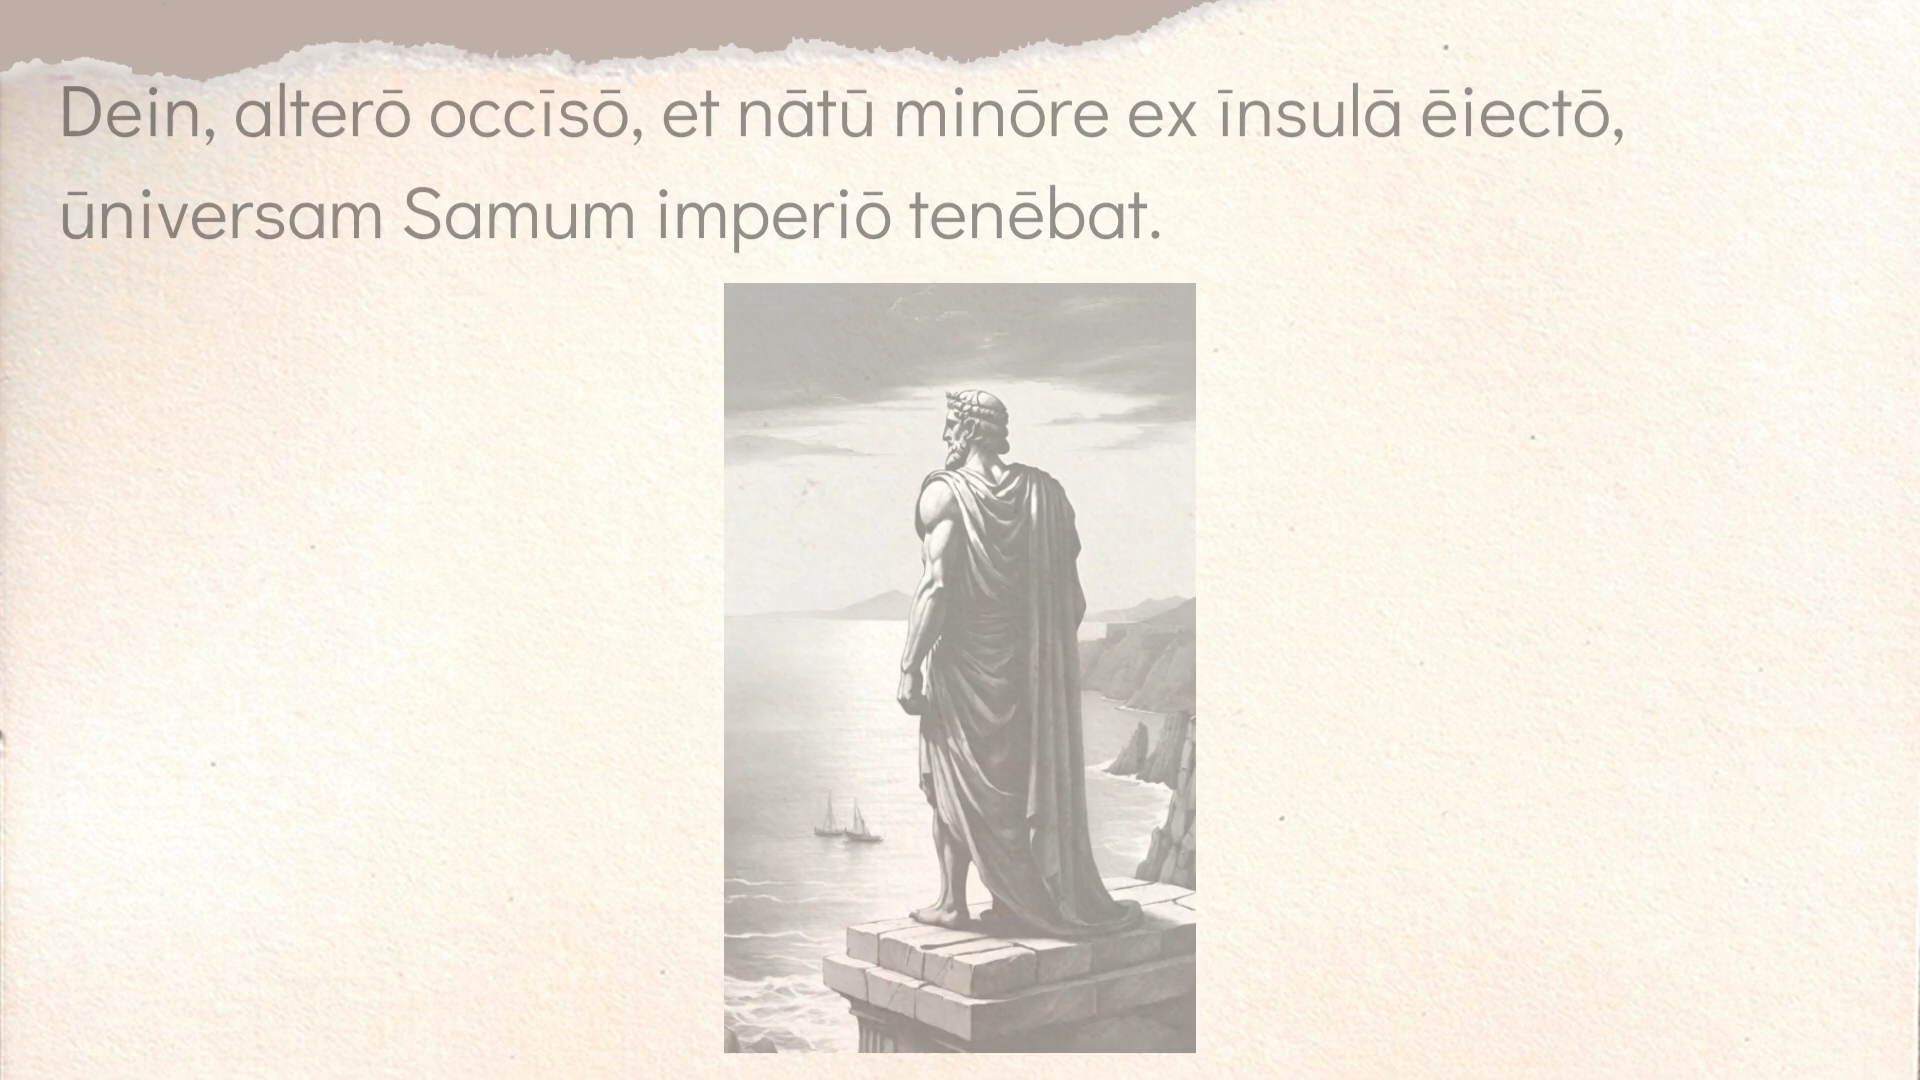 Dein, alterō occīsō, et nātū minōre ex īnsulā ēiectō,
ūniversam Samum imperiō tenēbat.